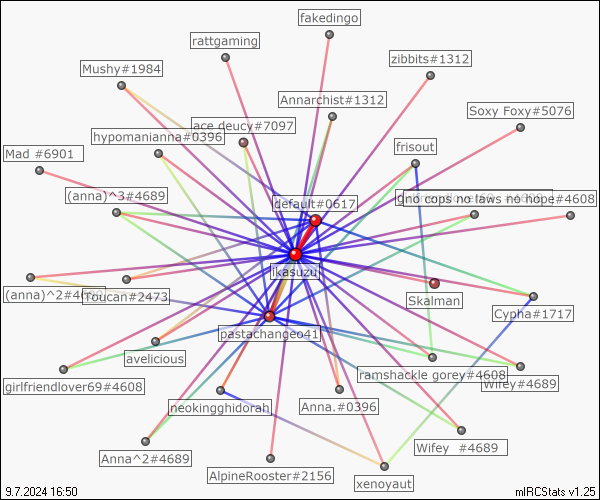 fakedingo
rattgaming
zibbits#1312
Mushy#1984
Annarchist#1312
Soxy Foxy#5076
ace deucy#7097
hypomanianna#0396
frisout
Mad #6901
(anna)^3#4689
no cops no laws no hope#4608
default#0617
likasuzu
(anna)^2#4689
Toucan#2473
Skalman
Cypha#1717
pastachangeo41
avelicious
ramshackle gorey#4608
girlfriendlover69#4608
Wifey#4689
neokingghidorah
Anna.#0396
Wifey #4689
Anna^2#4689
AlpineRooster#2156
xenoyaut
9.7.2024 16:50
mIRCStats v1.25